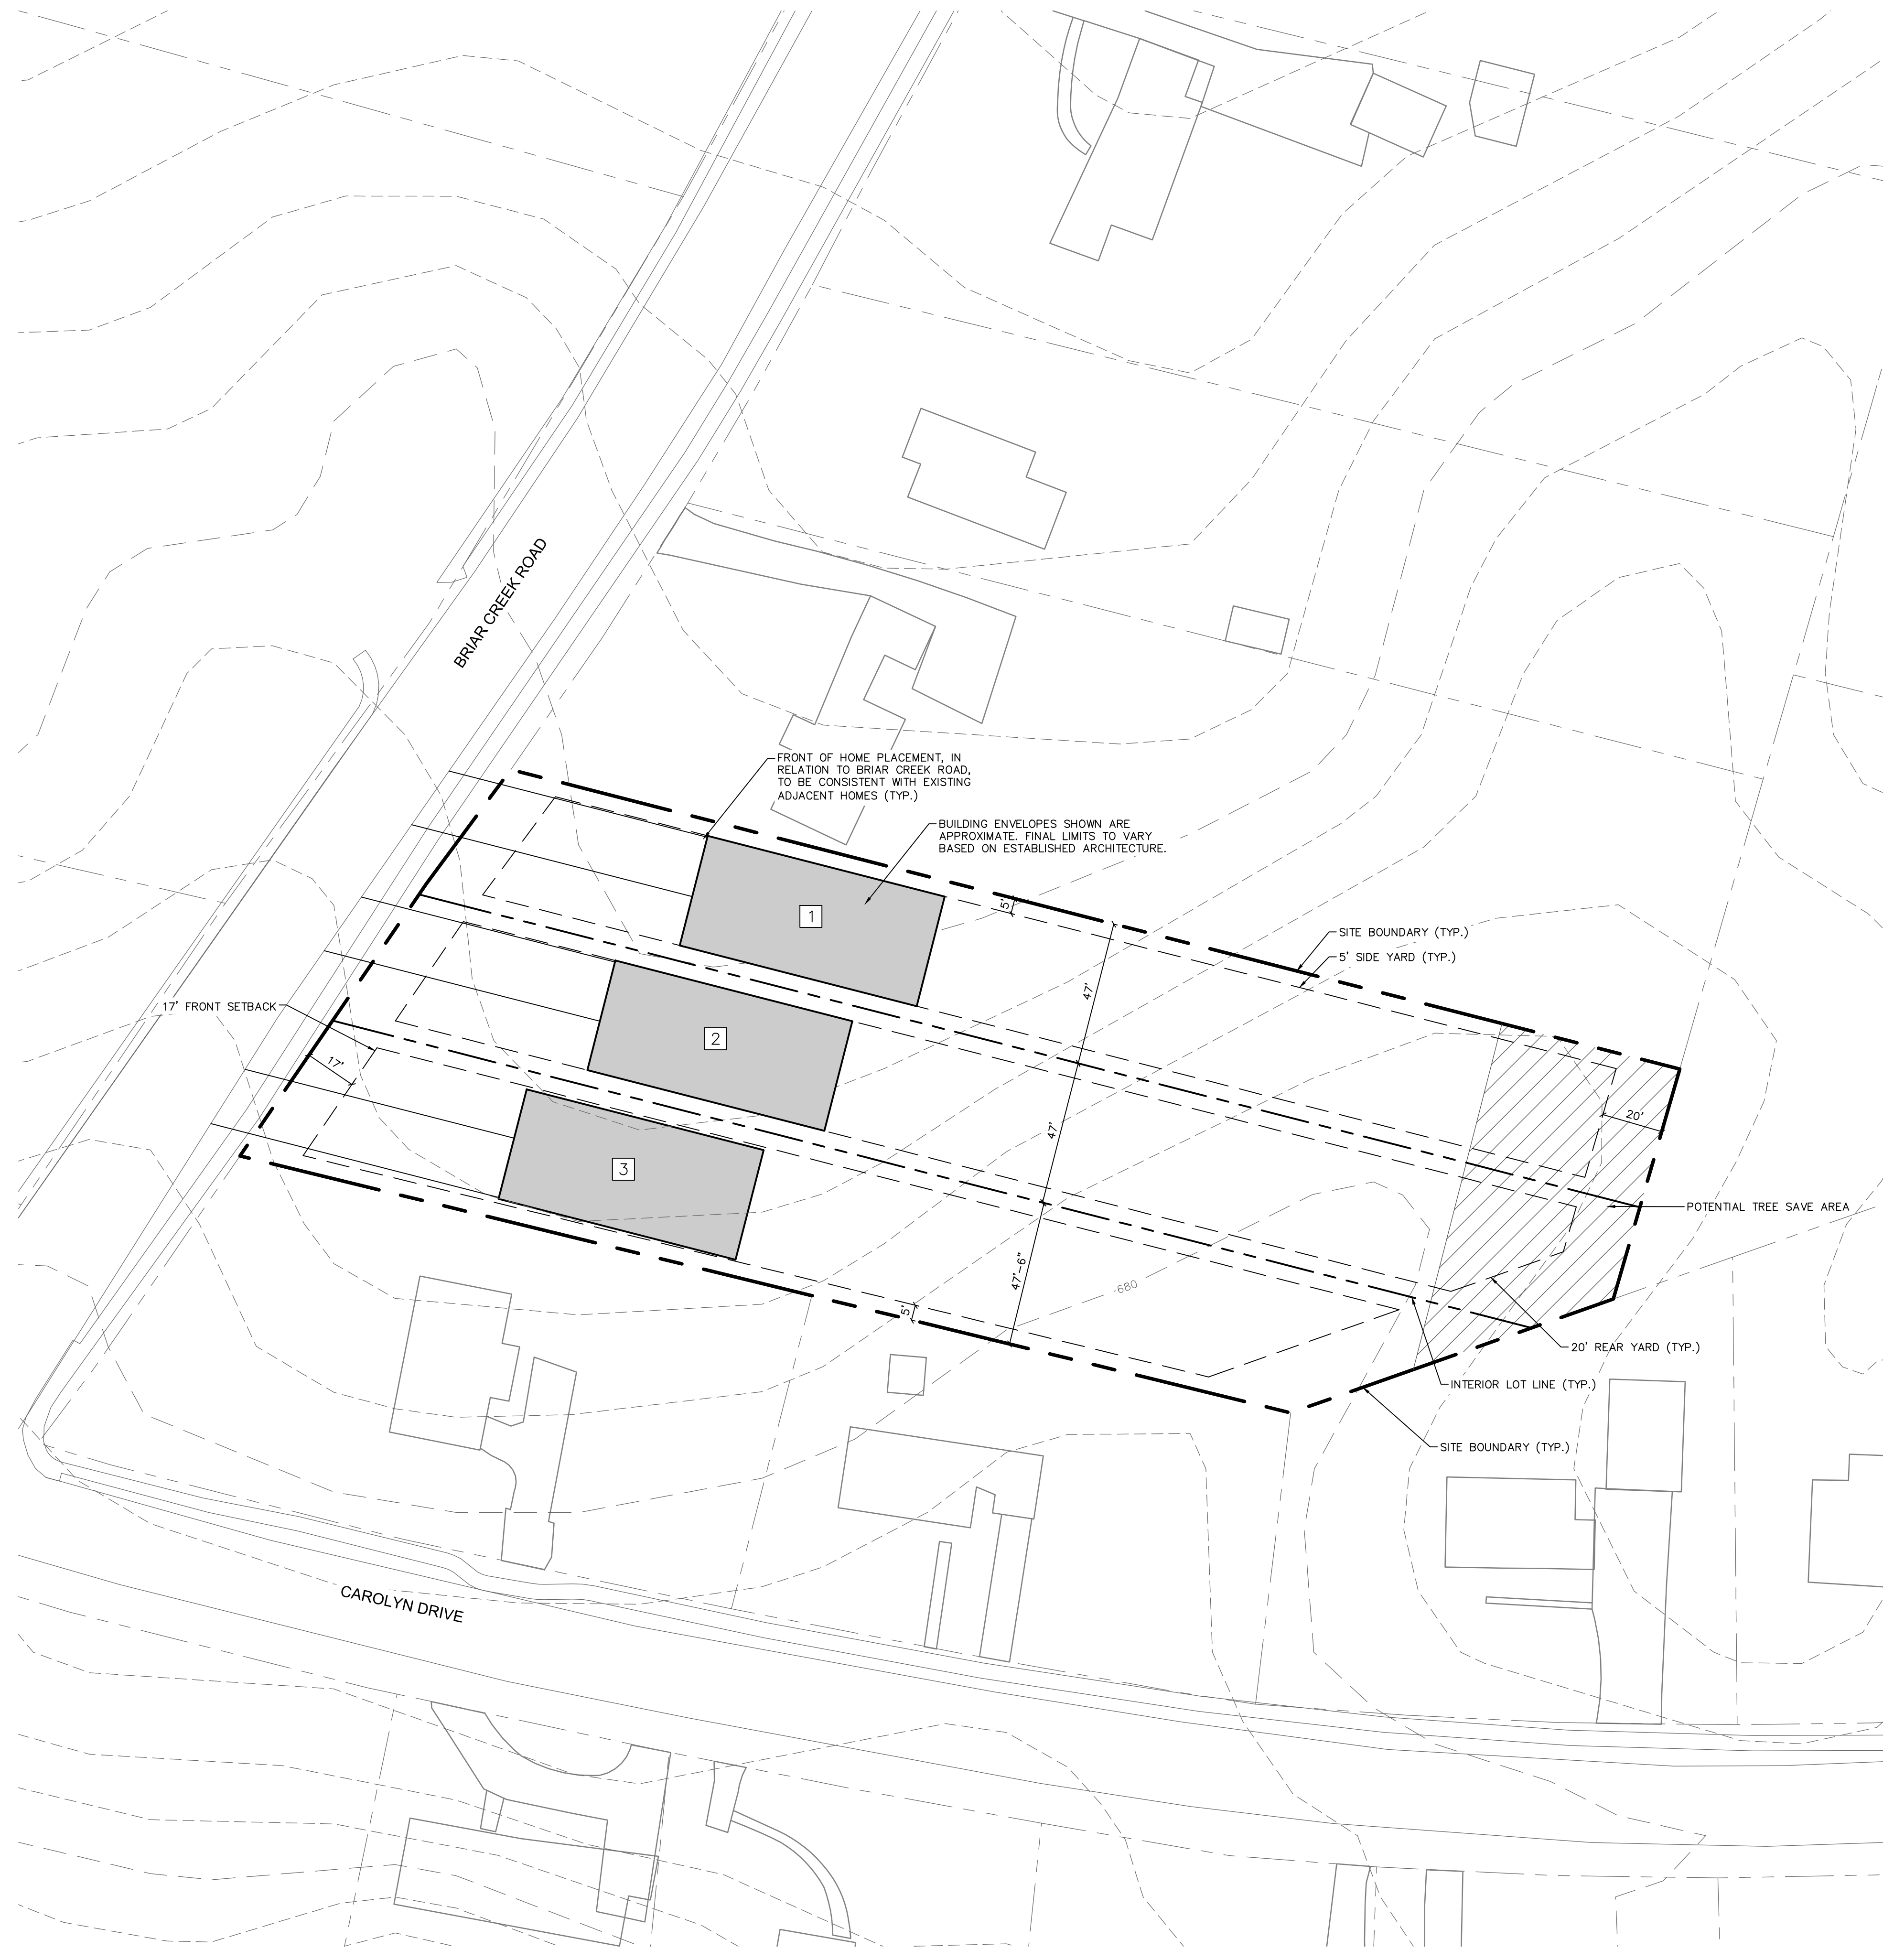 BRIAR CREEK ROAD
FRONT OF HOME PLACEMENT, IN
RELATION TO BRIAR CREEK ROAD,
TO BE CONSISTENT WITH EXISTING
ADJACENT HOMES (TYP.)
BUILDING ENVELOPES SHOWN ARE
APPROXIMATE. FINAL LIMITS TO VARY
BASED ON ESTABLISHED ARCHITECTURE.
1
5'
SITE BOUNDARY (TYP.)
5' SIDE YARD (TYP.)
47'
17' FRONT SETBACK
2
17'
20'
47'
3
POTENTIAL TREE SAVE AREA
47'-6"
680
5'
20' REAR YARD (TYP.)
INTERIOR LOT LINE (TYP.)
SITE BOUNDARY (TYP.)
CAROLYN DRIVE